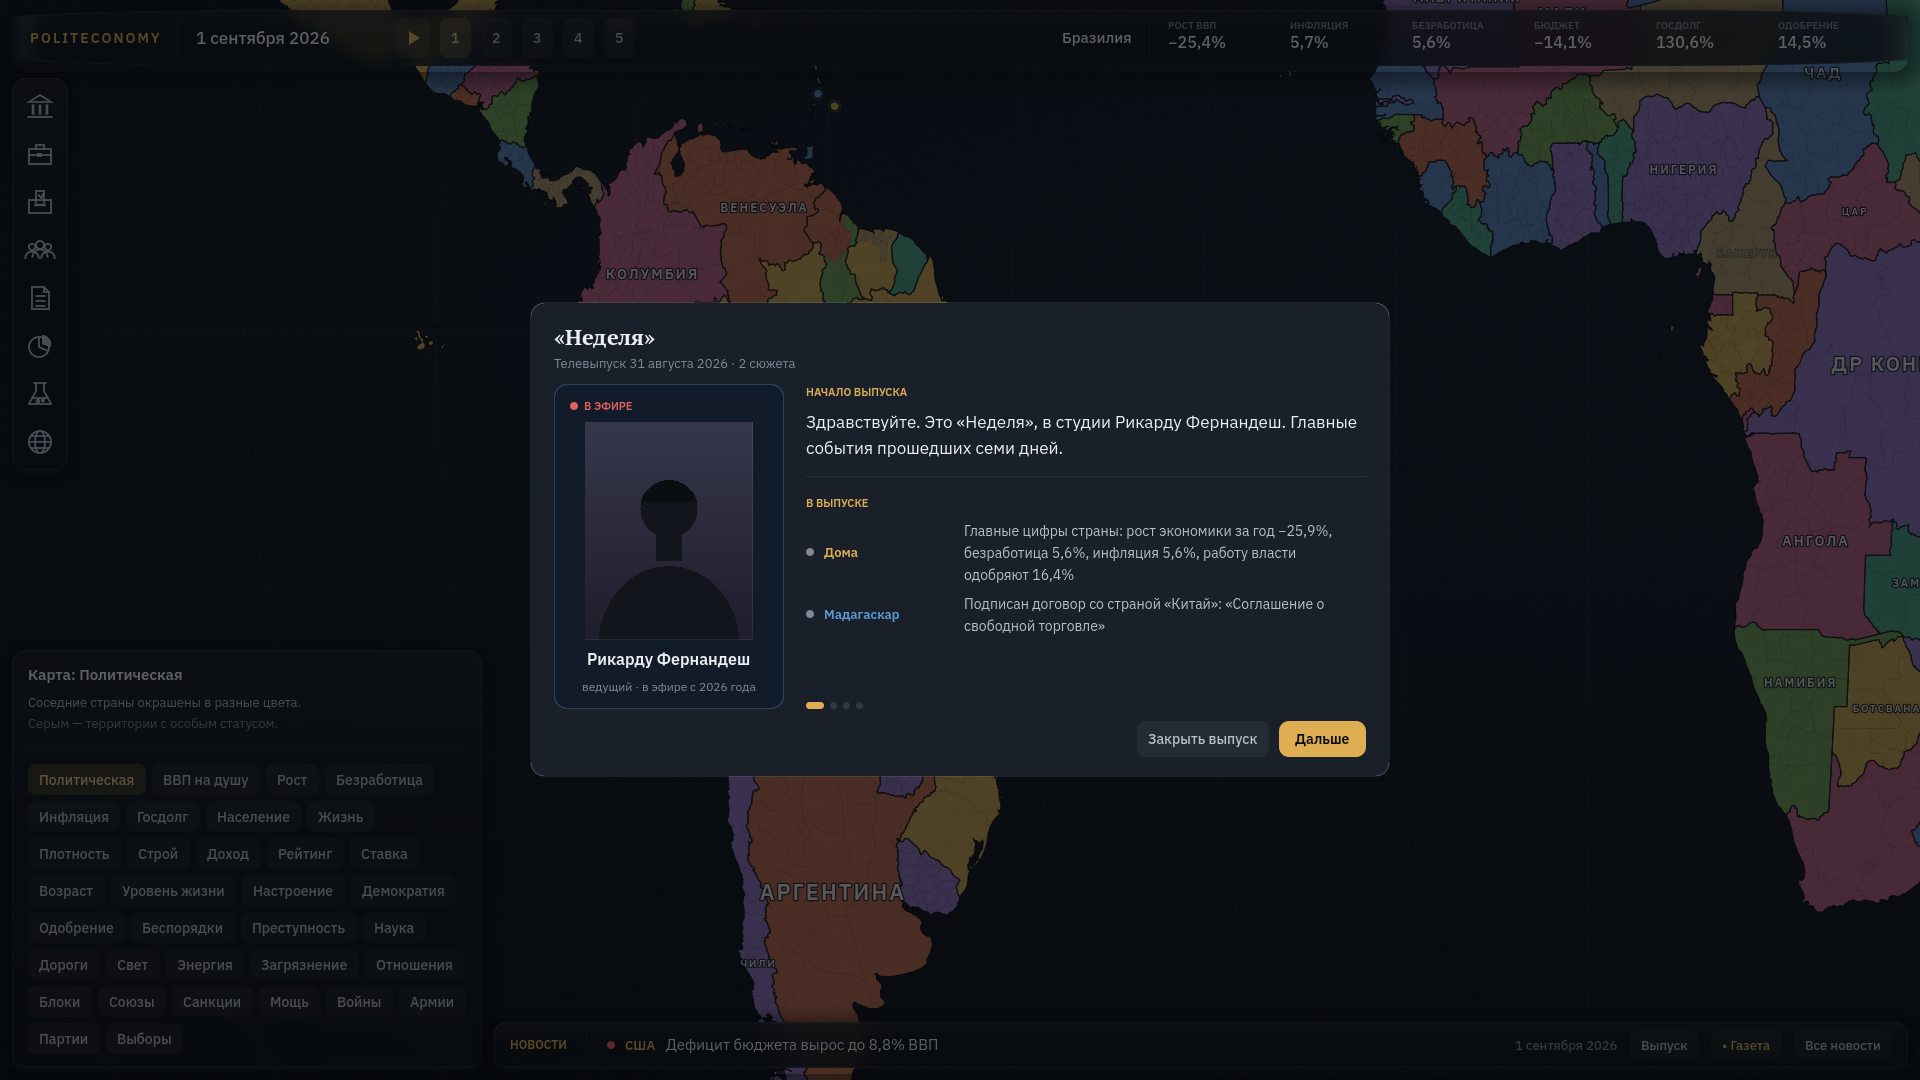 POLITECONOMY
1 сентября 2026
1
2
3
4
5
Бразилия
РОСТ ВВП
−25,4%
ИНФЛЯЦИЯ
5,7%
БЕЗРАБОТИЦА
5,6%
БЮДЖЕТ
−14,1%
ГОСДОЛГ
130,6%
ОДОБРЕНИЕ
14,5%
ЧАД
НИГЕРИЯ
ВЕНЕСУЭЛА
ЦАР
КАМЕРУН
КОЛУМБИЯ
«Неделя»
Телевыпуск 31 августа 2026 · 2 сюжета
В ЭФИРЕ
Рикарду Фернандеш
ведущий · в эфире с 2026 года
НАЧАЛО ВЫПУСКА
Здравствуйте. Это «Неделя», в студии Рикарду Фернандеш. Главные
события прошедших семи дней.
В ВЫПУСКЕ
Дома
Главные цифры страны: рост экономики за год −25,9%,
безработица 5,6%, инфляция 5,6%, работу власти
одобряют 16,4%
Мадагаскар
Подписан договор со страной «Китай»: «Соглашение о
свободной торговле»
Закрыть выпуск
Дальше
ДР КОН
АНГОЛА
ЗАМ
НАМИБИЯ
БОТСВАНА
АРГЕНТИНА
ЧИЛИ
Карта: Политическая
Соседние страны окрашены в разные цвета.
Серым — территории с особым статусом.
Политическая
ВВП на душу
Рост
Безработица
Инфляция
Госдолг
Население
Жизнь
Плотность
Строй
Доход
Рейтинг
Ставка
Возраст
Уровень жизни
Настроение
Демократия
Одобрение
Беспорядки
Преступность
Наука
Дороги
Свет
Энергия
Загрязнение
Отношения
Блоки
Союзы
Санкции
Мощь
Войны
Армии
Партии
Выборы
НОВОСТИ
США
Дефицит бюджета вырос до 8,8% ВВП
1 сентября 2026
Выпуск
• Газета
Все новости